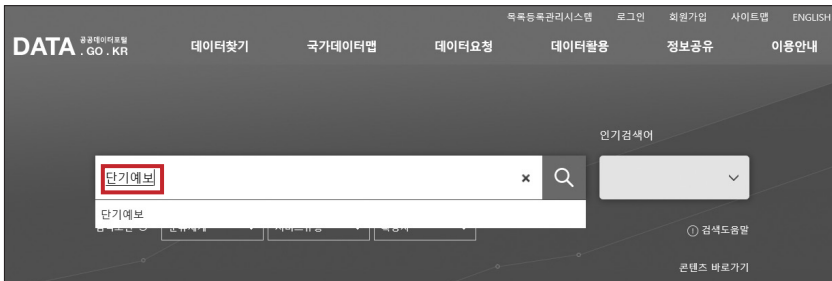 목록등록관리시스템 로그인 회원가입 사이트맵 ENGLISH
DATA 공공데이터포털 . GO . KR 데이터찾기 국가데이터맵 데이터요청 데이터활용 정보공유 이용안내
인기검색어
단기예보
단기예보
ⓘ 검색도움말
콘텐츠 바로가기